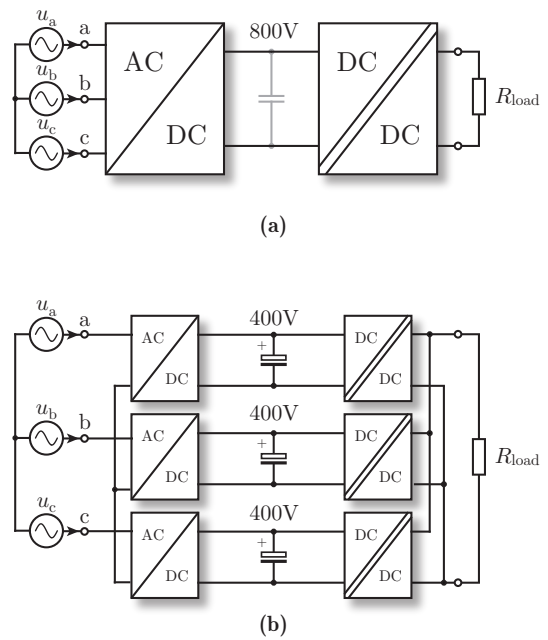 u_a
a
800V
AC
DC
u_b
b
R_load
u_c
c
DC
DC
(a)
u_a
a
400V
AC
DC
+
DC
DC
u_b
b
400V
AC
DC
+
DC
DC
R_load
u_c
c
400V
AC
DC
+
DC
DC
(b)